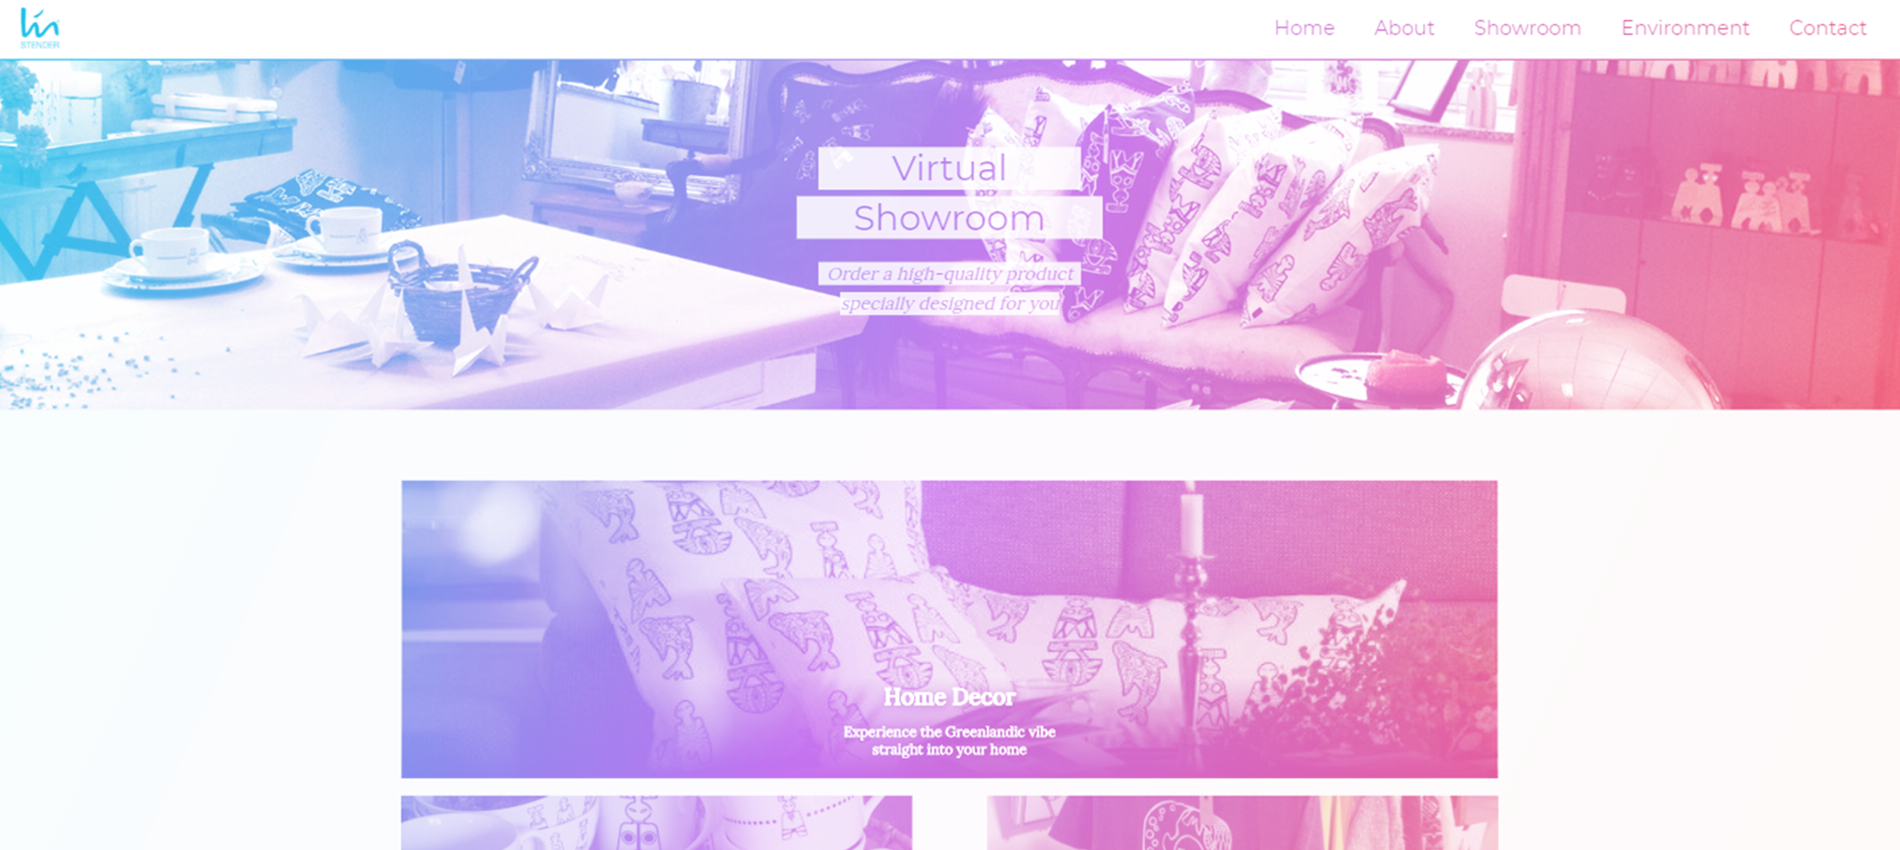 lin
STENDER
Home About Showroom Environment Contact
Virtual
Showroom
Order a high-quality product
specially designed for you
Home Decor
Experience the Greenlandic vibe
straight into your home